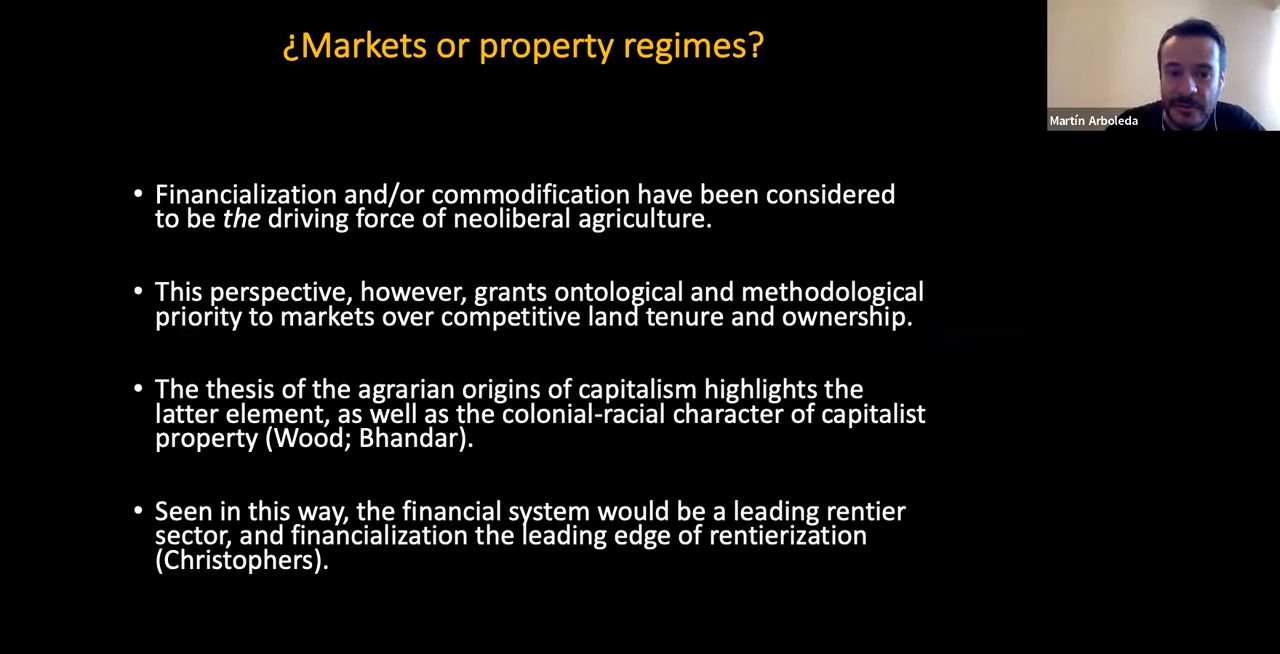 ¿Markets or property regimes?
Martín Arboleda
• Financialization and/or commodification have been considered
to be the driving force of neoliberal agriculture.
• This perspective, however, grants ontological and methodological
priority to markets over competitive land tenure and ownership.
• The thesis of the agrarian origins of capitalism highlights the
latter element, as well as the colonial-racial character of capitalist
property (Wood; Bhandar).
• Seen in this way, the financial system would be a leading rentier
sector, and financialization the leading edge of rentierization
(Christophers).